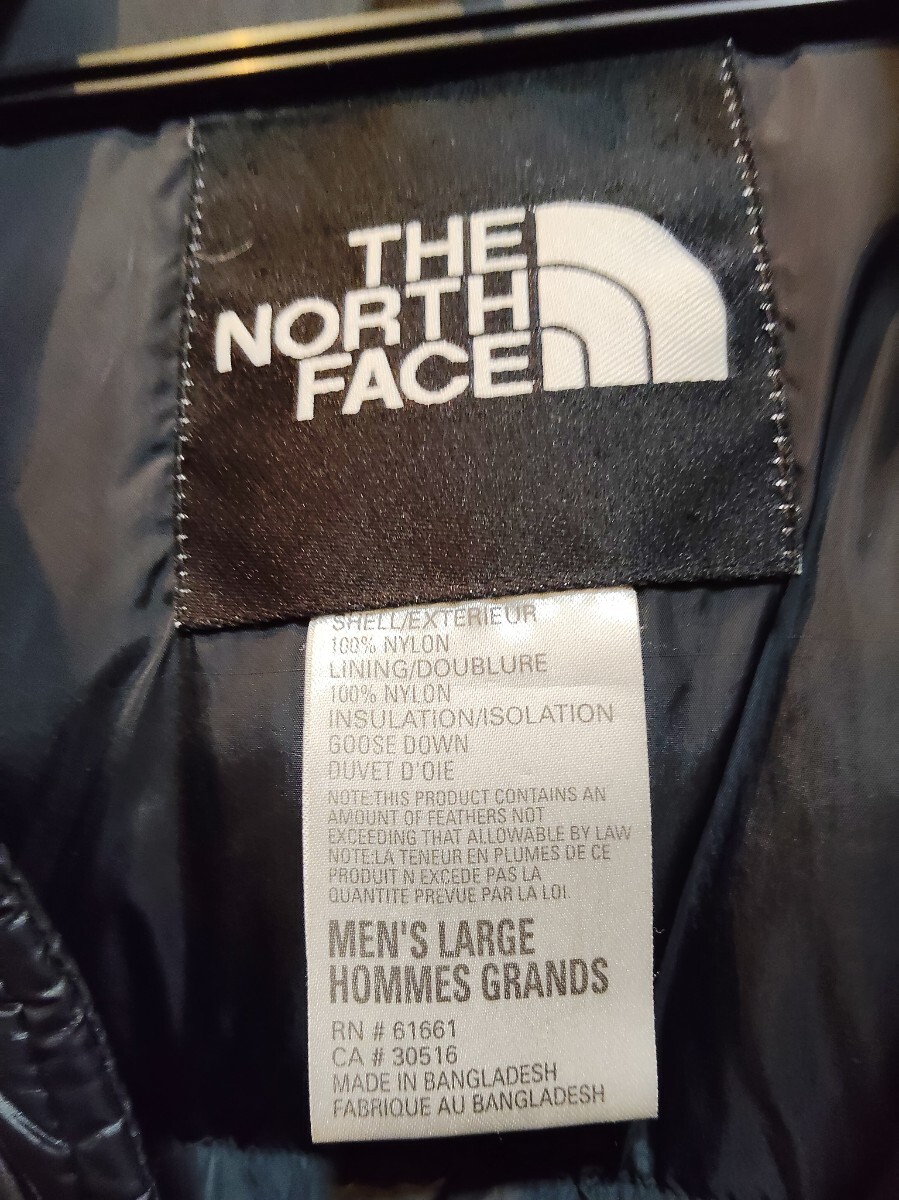 THE
NORTH
FACE
SHELL/EXTERIEUR
100% NYLON
LINING/DOUBLURE
100% NYLON
INSULATION/ISOLATION
GOOSE DOWN
DUVET D'OIE
NOTE:THIS PRODUCT CONTAINS AN
AMOUNT OF FEATHERS NOT
EXCEEDING THAT ALLOWABLE BY LAW
NOTE:LA TENEUR EN PLUMES DE CE
PRODUIT N EXCEDE PAS LA
QUANTITE PREVUE PAR LA LOI.
MEN'S LARGE
HOMMES GRANDS
RN # 61661
CA # 30516
MADE IN BANGLADESH
FABRIQUE AU BANGLADESH